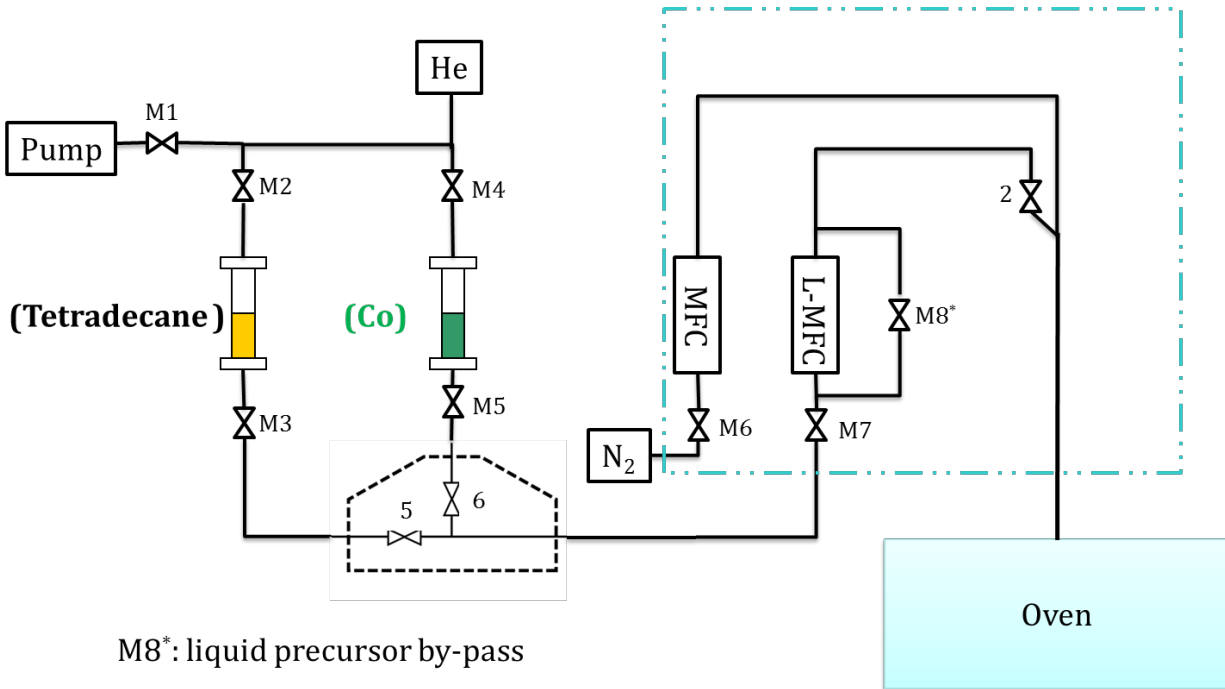 He
M1
Pump
M2
M4
2
(Tetradecane)
(Co)
MFC
L-MFC
M8*
M3
M5
M6
M7
N2
5
6
Oven
M8*: liquid precursor by-pass